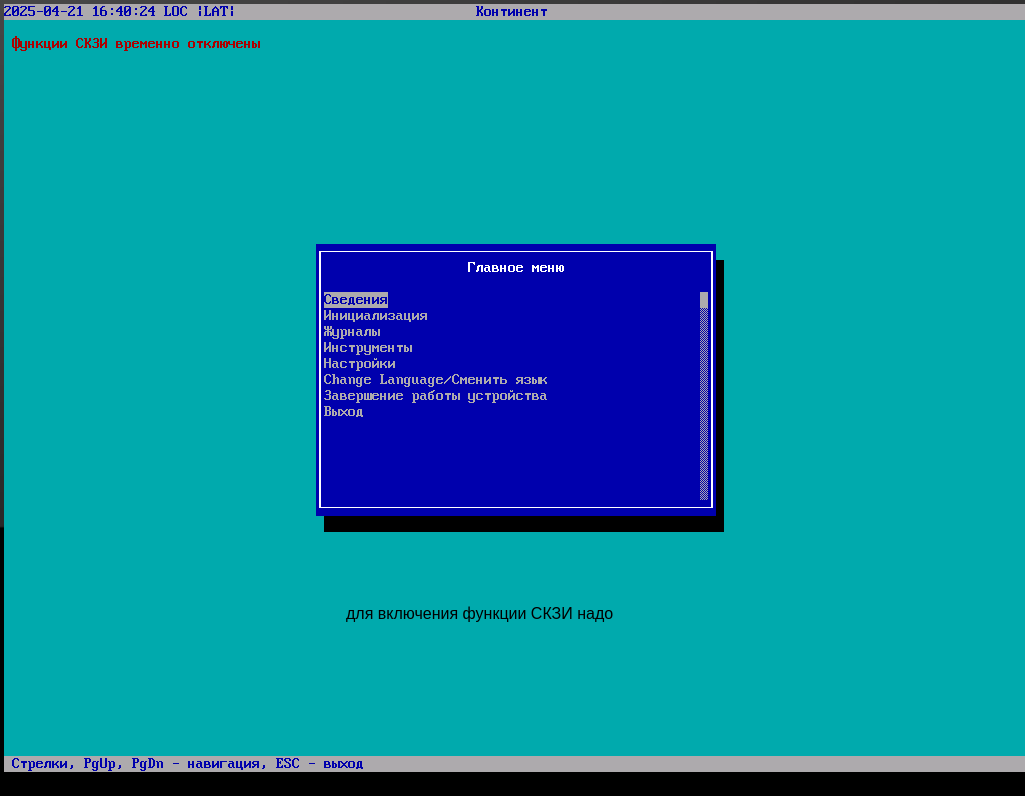 2025-04-21 16:40:24 LOC |LAT| Континент
Функции СКЗИ временно отключены
Главное меню
Сведения
Инициализация
Журналы
Инструменты
Настройки
Change Language/Сменить язык
Завершение работы устройства
Выход
для включения функции СКЗИ надо
Стрелки, PgUp, PgDn - навигация, ESC - выход